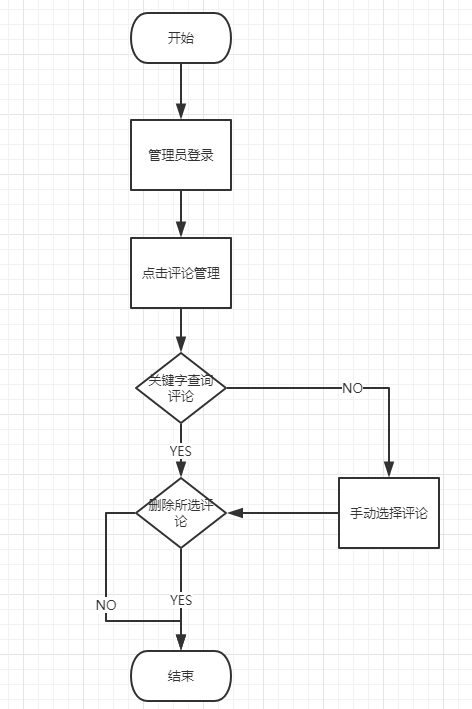 开始
管理员登录
点击评论管理
关键字查询
评论
NO
YES
删除所选评
论
手动选择评论
NO
YES
结束